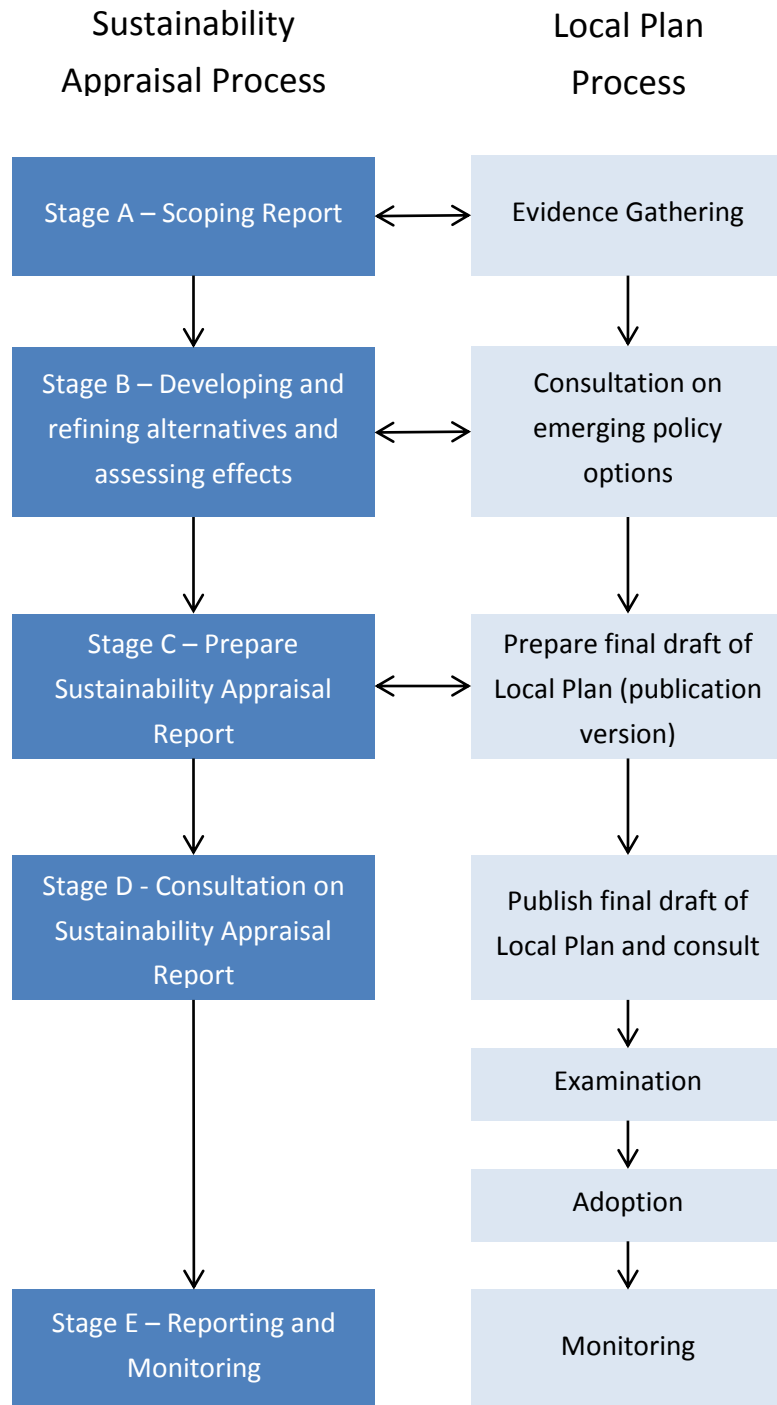 Sustainability
Appraisal Process
Local Plan
Process
Stage A – Scoping Report
Evidence Gathering
Stage B – Developing and
refining alternatives and
assessing effects
Consultation on
emerging policy
options
Stage C – Prepare
Sustainability Appraisal
Report
Prepare final draft of
Local Plan (publication
version)
Stage D - Consultation on
Sustainability Appraisal
Report
Publish final draft of
Local Plan and consult
Examination
Adoption
Stage E – Reporting and
Monitoring
Monitoring